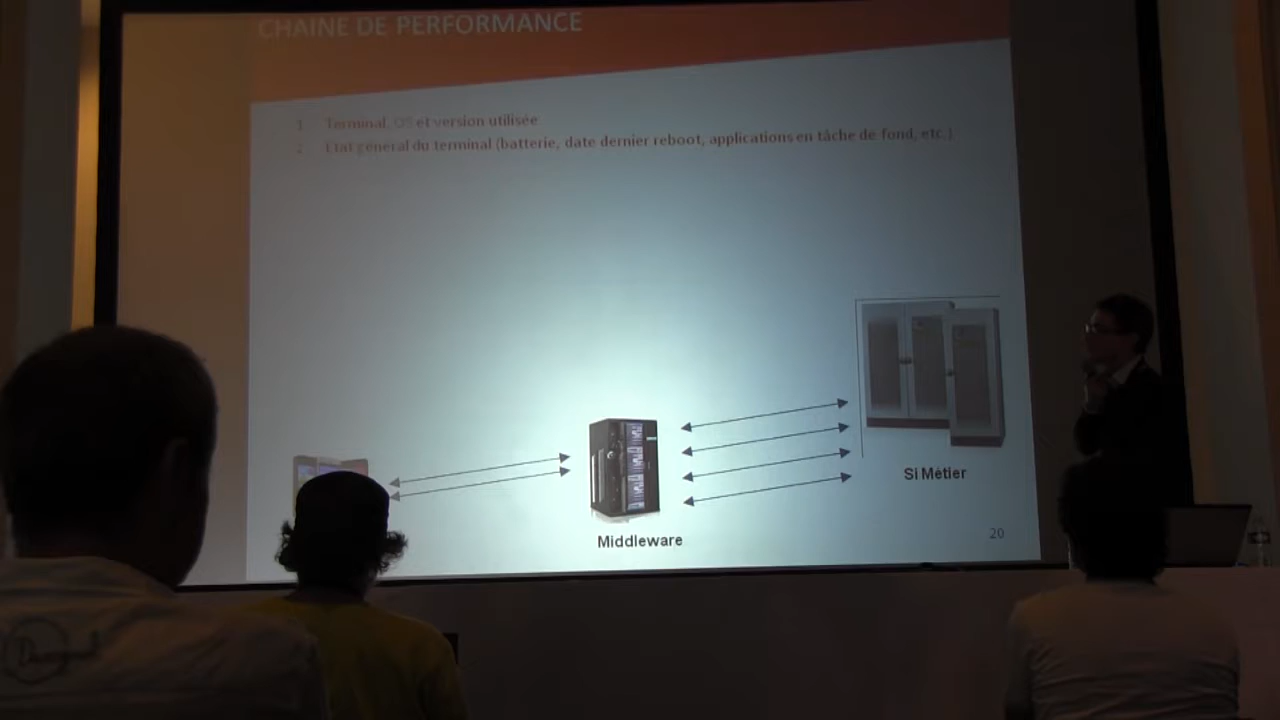 CHAINE DE PERFORMANCE
1. Terminal, OS et version utilisée
2. Etat général du terminal (batterie, date dernier reboot, applications en tâche de fond, etc.)
Si Métier
Middleware
20